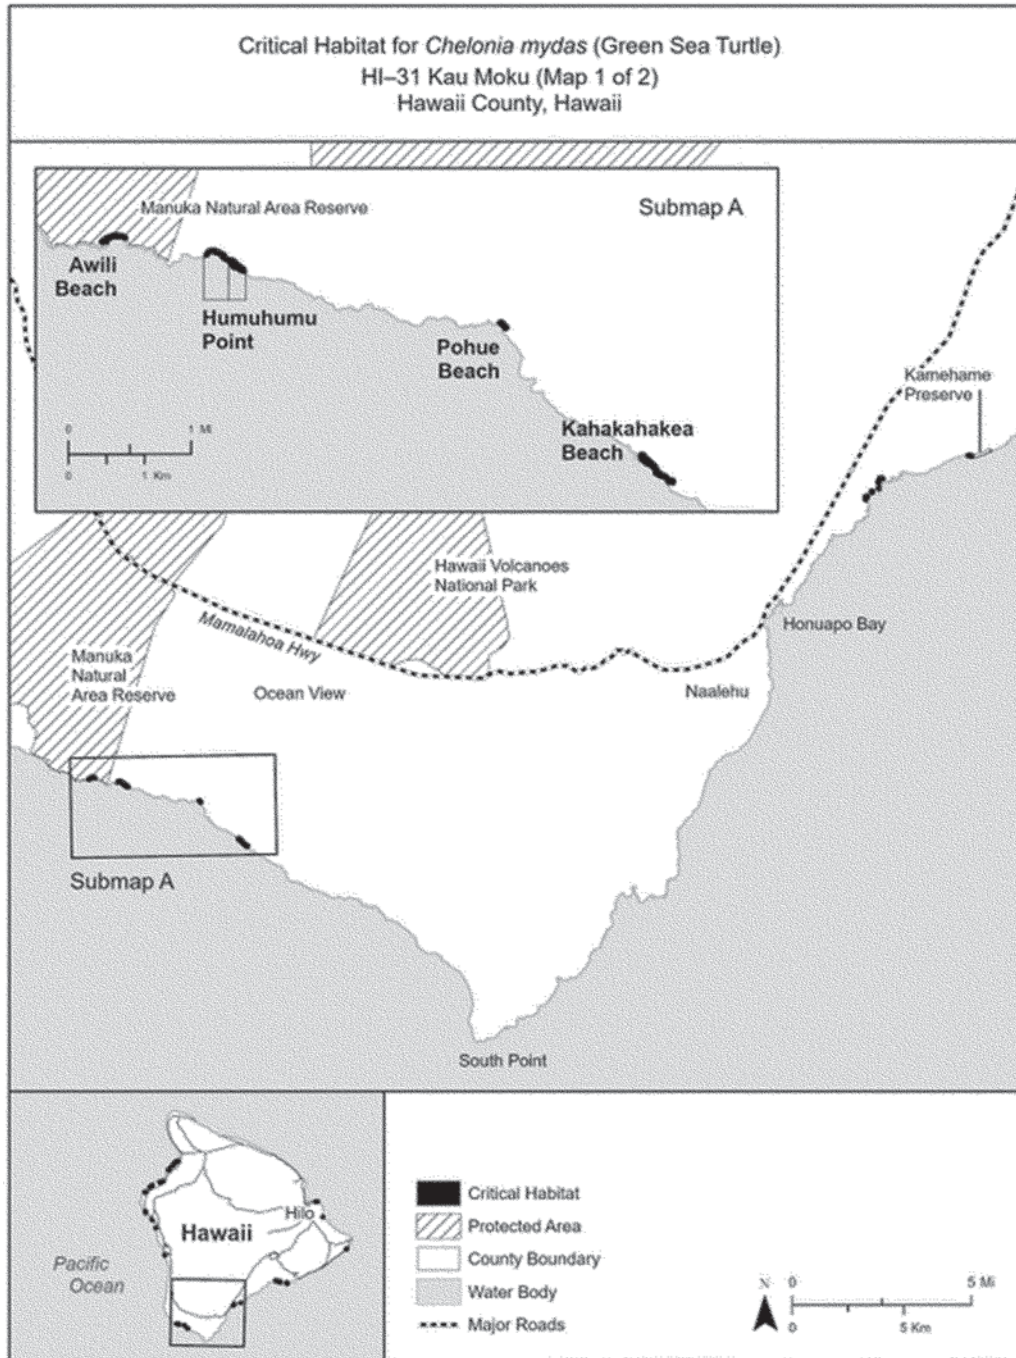 Critical Habitat for Chelonia mydas (Green Sea Turtle)
HI–31 Kau Moku (Map 1 of 2)
Hawaii County, Hawaii
Manuka Natural Area Reserve
Submap A
Awili
Beach
Humuhumu
Point
Pohue
Beach
Kahakahakea
Beach
0 1 Mi
0 1 Km
Kamehame
Preserve
Hawaii Volcanoes
National Park
Mamalahoa Hwy
Honuapo Bay
Manuka
Natural
Area Reserve
Ocean View
Naalehu
Submap A
South Point
Hilo
Hawaii
Pacific
Ocean
Critical Habitat
Protected Area
County Boundary
Water Body
Major Roads
N
0 5 Mi
0 5 Km